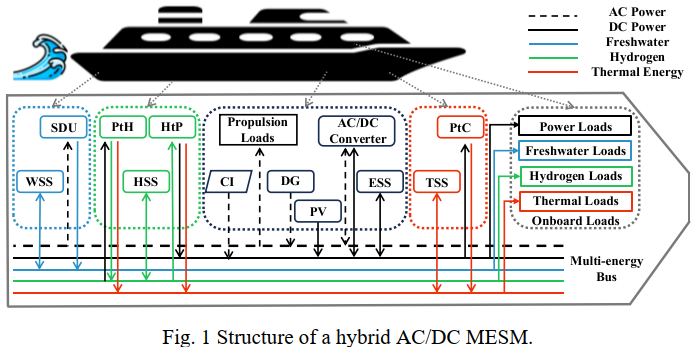 AC Power
DC Power
Freshwater
Hydrogen
Thermal Energy
SDU
PtH
HtP
Propulsion
Loads
AC/DC
Converter
PtC
Power Loads
Freshwater Loads
WSS
HSS
CI
DG
ESS
TSS
Hydrogen Loads
PV
Thermal Loads
Onboard Loads
Multi-energy
Bus
Fig. 1 Structure of a hybrid AC/DC MESM.